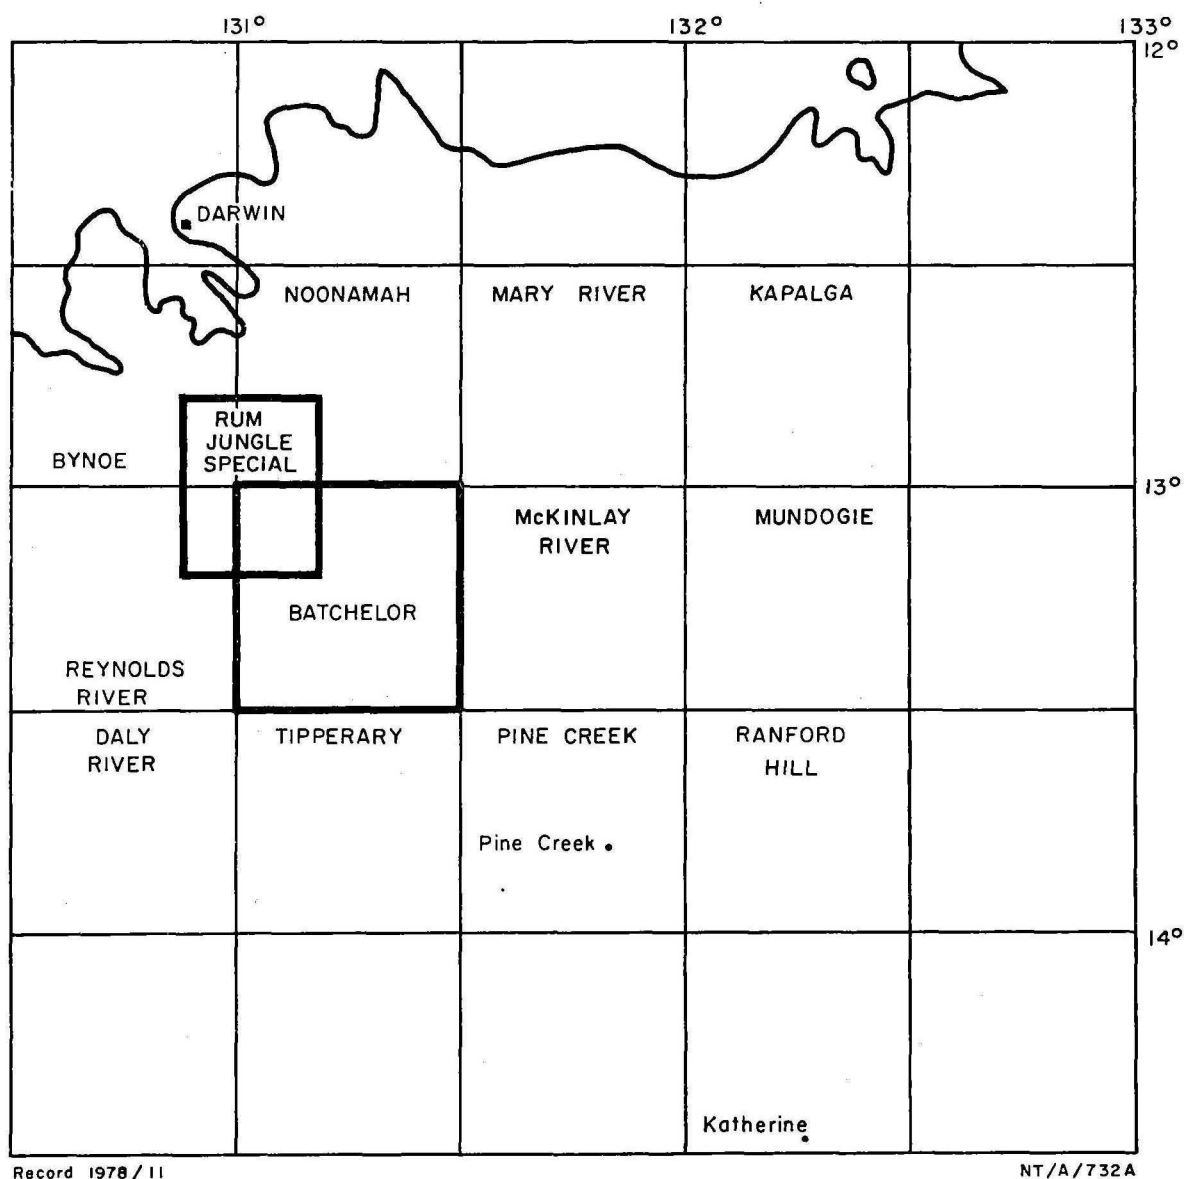 131° 132° 133°
12°
DARWIN
NOONAMAH MARY RIVER KAPALGA
RUM
JUNGLE
SPECIAL
BYNOE
13°
McKINLAY
RIVER
MUNDOGIE
BATCHELOR
REYNOLDS
RIVER
DALY
RIVER
TIPPERARY
PINE CREEK
RANFORD
HILL
Pine Creek
14°
Katherine
Record 1978/11 NT/A/732A